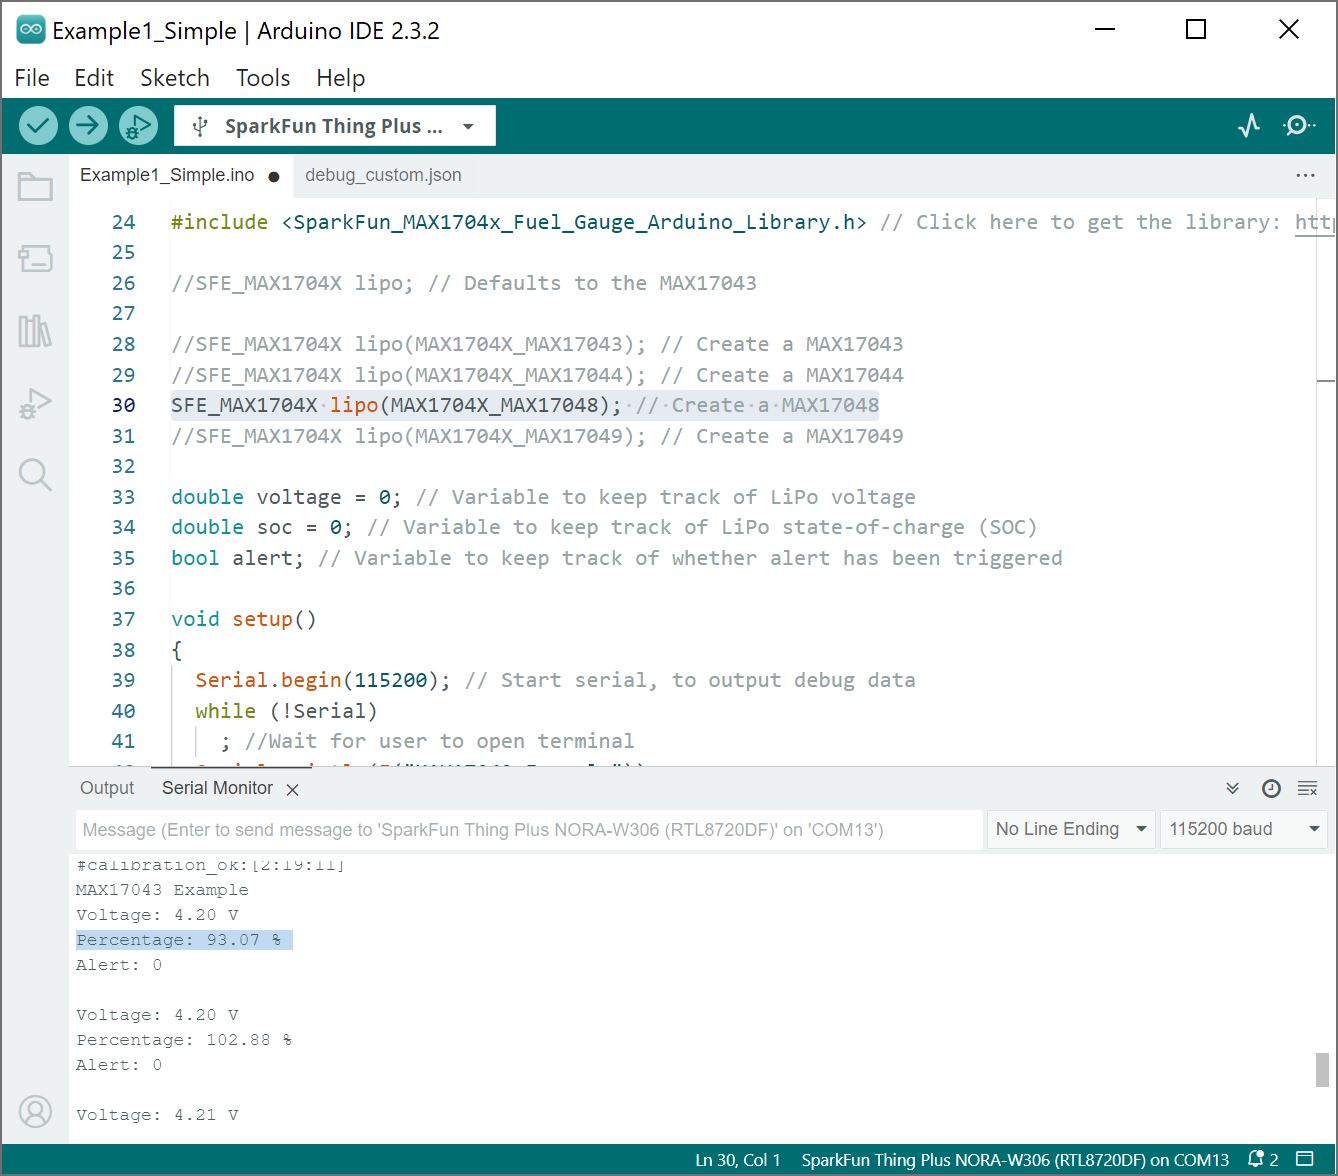 Example1_Simple | Arduino IDE 2.3.2
File Edit Sketch Tools Help
SparkFun Thing Plus ...
Example1_Simple.ino ● debug_custom.json ...
24 #include <SparkFun_MAX1704x_Fuel_Gauge_Arduino_Library.h> // Click here to get the library: http
25
26 //SFE_MAX1704X lipo; // Defaults to the MAX17043
27
28 //SFE_MAX1704X lipo(MAX1704X_MAX17043); // Create a MAX17043
29 //SFE_MAX1704X lipo(MAX1704X_MAX17044); // Create a MAX17044
30 SFE_MAX1704X lipo(MAX1704X_MAX17048); // Create a MAX17048
31 //SFE_MAX1704X lipo(MAX1704X_MAX17049); // Create a MAX17049
32
33 double voltage = 0; // Variable to keep track of LiPo voltage
34 double soc = 0; // Variable to keep track of LiPo state-of-charge (SOC)
35 bool alert; // Variable to keep track of whether alert has been triggered
36
37 void setup()
38 {
39 Serial.begin(115200); // Start serial, to output debug data
40 while (!Serial)
41 ; //Wait for user to open terminal
Output Serial Monitor
Message (Enter to send message to 'SparkFun Thing Plus NORA-W306 (RTL8720DF)' on 'COM13') No Line Ending 115200 baud
#calibration_ok:[2:19:11]
MAX17043 Example
Voltage: 4.20 V
Percentage: 93.07 %
Alert: 0
Voltage: 4.20 V
Percentage: 102.88 %
Alert: 0
Voltage: 4.21 V
Ln 30, Col 1 SparkFun Thing Plus NORA-W306 (RTL8720DF) on COM13 2